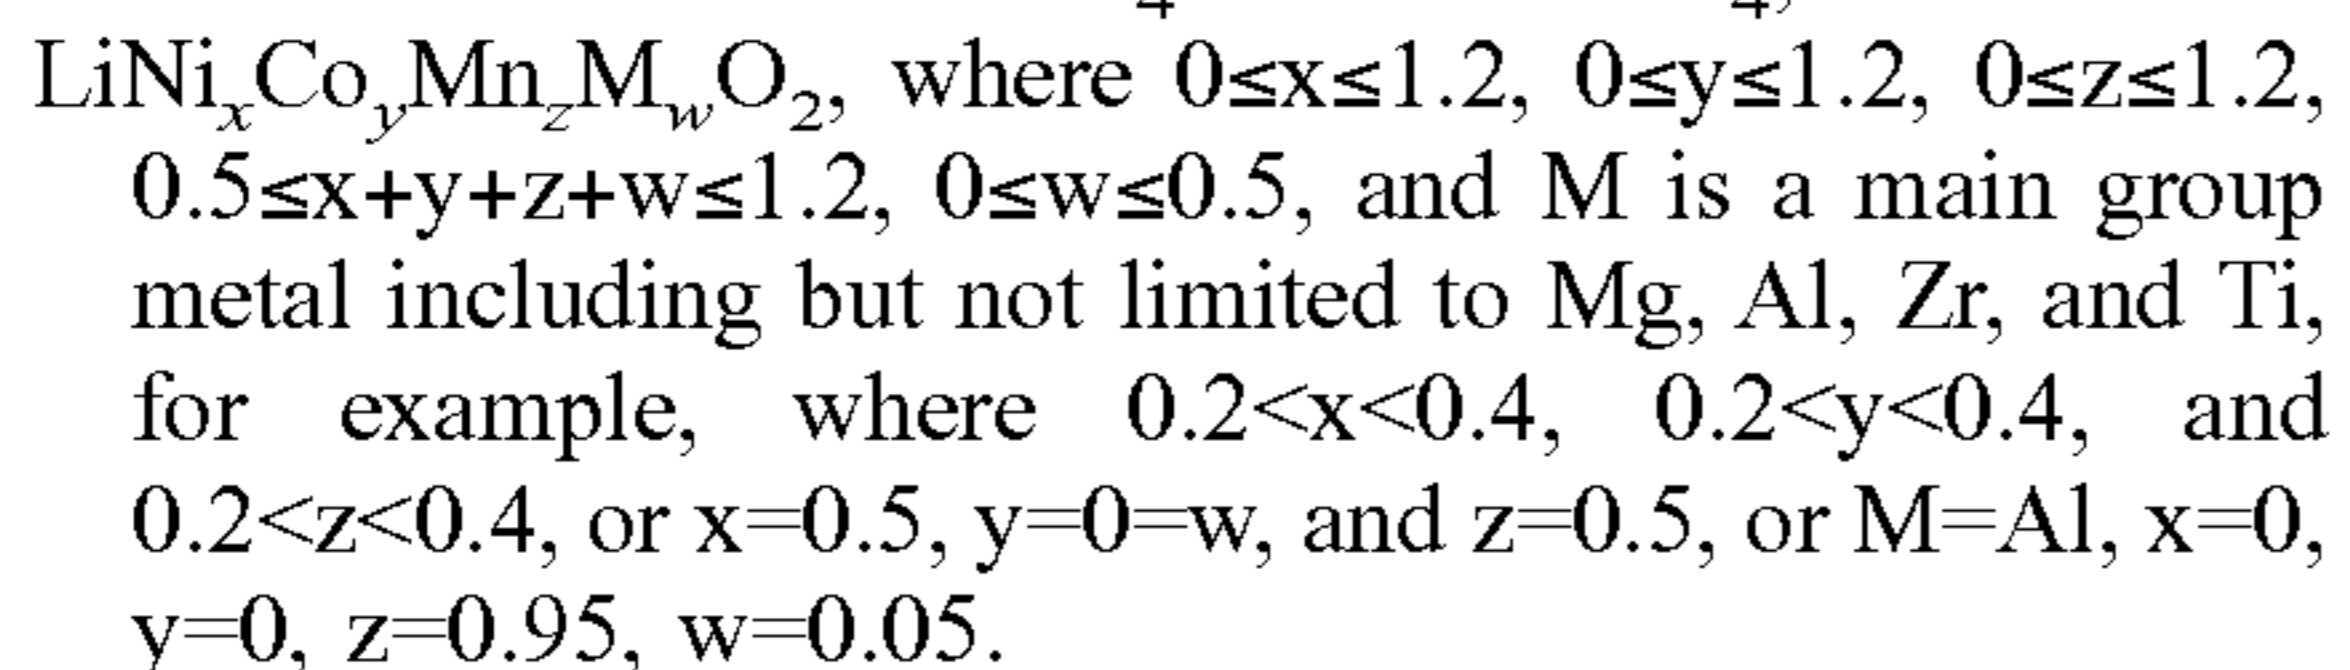 LiNiₓCoᵧMn_zM_wO₂, where 0≤x≤1.2, 0≤y≤1.2, 0≤z≤1.2,
0.5≤x+y+z+w≤1.2, 0≤w≤0.5, and M is a main group
metal including but not limited to Mg, Al, Zr, and Ti,
for example, where 0.2<x<0.4, 0.2<y<0.4, and
0.2<z<0.4, or x=0.5, y=0=w, and z=0.5, or M=Al, x=0,
y=0, z=0.95, w=0.05.